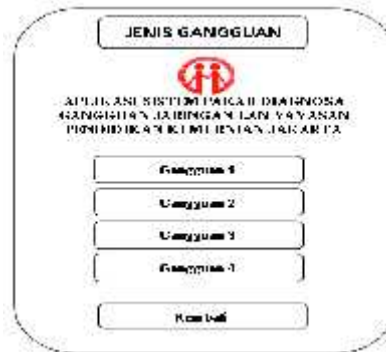 JENIS GANGGUAN
APLIKASI SISTEM PAKAR DIAGNOSA
GANGGUAN JARINGAN LAN YAYASAN
PENDIDIKAN KEMURNIAN JAKARTA
Gangguan 1
Gangguan 2
Gangguan 3
Gangguan 4
Kembali